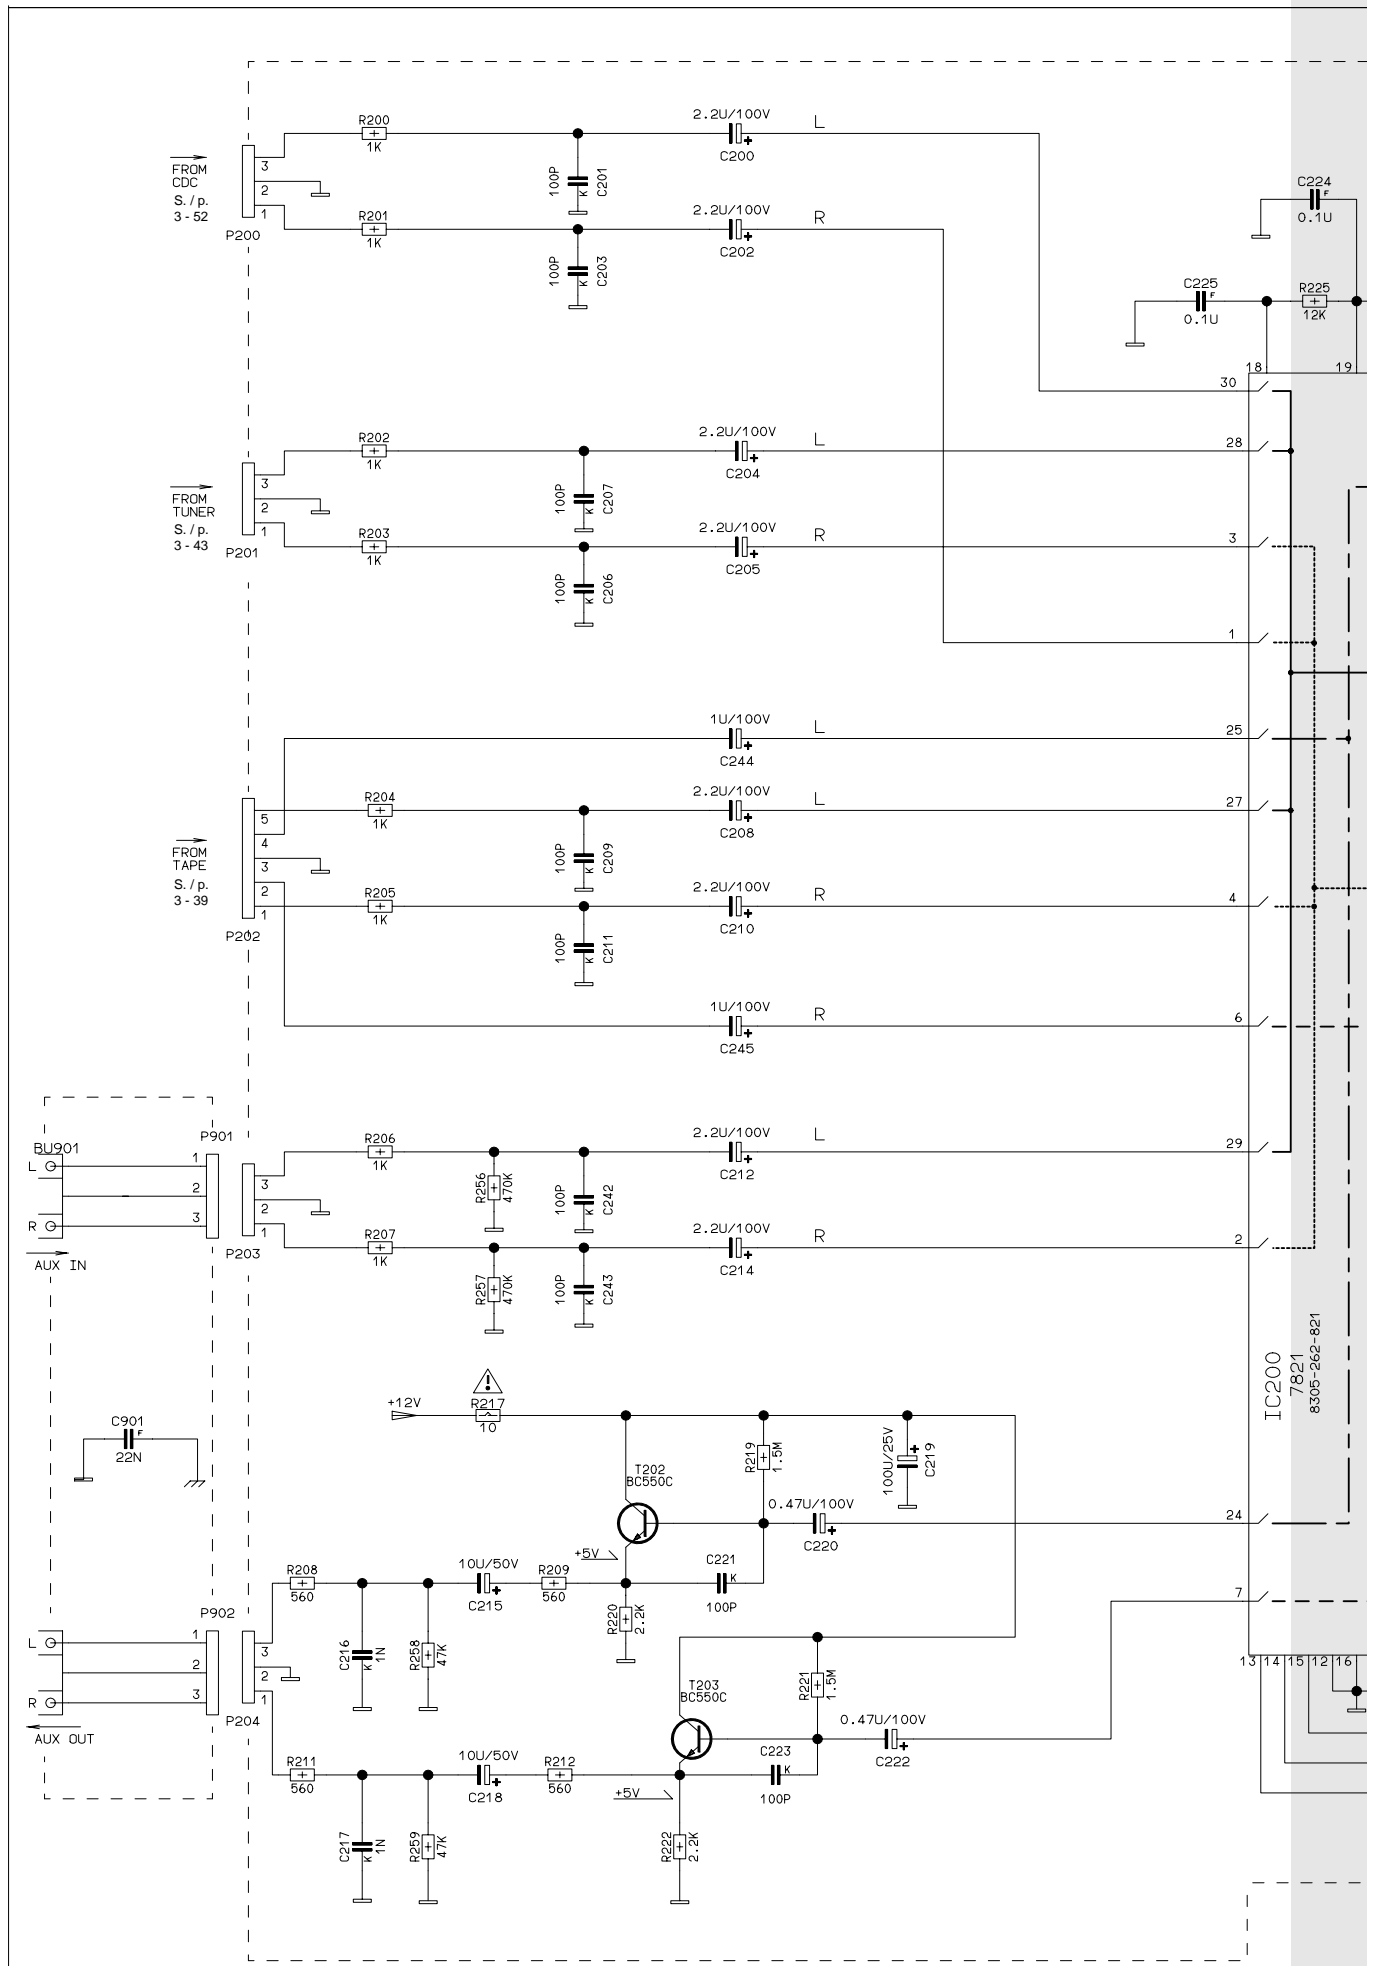 2.2U/100V
L
R200
1K
C200
FROM
CDC
S. / p.
3 - 52
3
2
1
P200
100P
K
C201
2.2U/100V
R
R201
1K
C202
100P
K
C203
C224
F
0.1U
C225
F
0.1U
R225
12K
18
19
30
2.2U/100V
L
R202
1K
C204
28
FROM
TUNER
S. / p.
3 - 43
3
2
1
P201
100P
K
C207
2.2U/100V
R
R203
1K
C205
3
100P
K
C206
1
1U/100V
L
C244
25
2.2U/100V
L
R204
1K
C208
27
FROM
TAPE
S. / p.
3 - 39
5
4
3
2
1
P202
100P
K
C209
2.2U/100V
R
R205
1K
C210
4
100P
K
C211
1U/100V
R
C245
6
BU901
L
R
AUX IN
P901
1
2
3
3
2
1
P203
R206
1K
R256
470K
100P
K
C242
2.2U/100V
L
C212
29
R207
1K
R257
470K
100P
K
C243
2.2U/100V
R
C214
2
IC200
7821
8305-262-821
+12V
R217
10
C901
F
22N
T202
BC550C
R219
1.5M
100U/25V
C219
0.47U/100V
C220
24
+5V
C221
K
100P
R208
560
10U/50V
C215
R209
560
R220
2.2K
7
P902
1
2
3
L
R
AUX OUT
3
2
1
P204
C216
K
1N
R258
47K
T203
BC550C
R221
1.5M
13
14
15
12
16
0.47U/100V
C222
C223
K
100P
R211
560
10U/50V
C218
R212
560
+5V
C217
K
1N
R259
47K
R222
2.2K